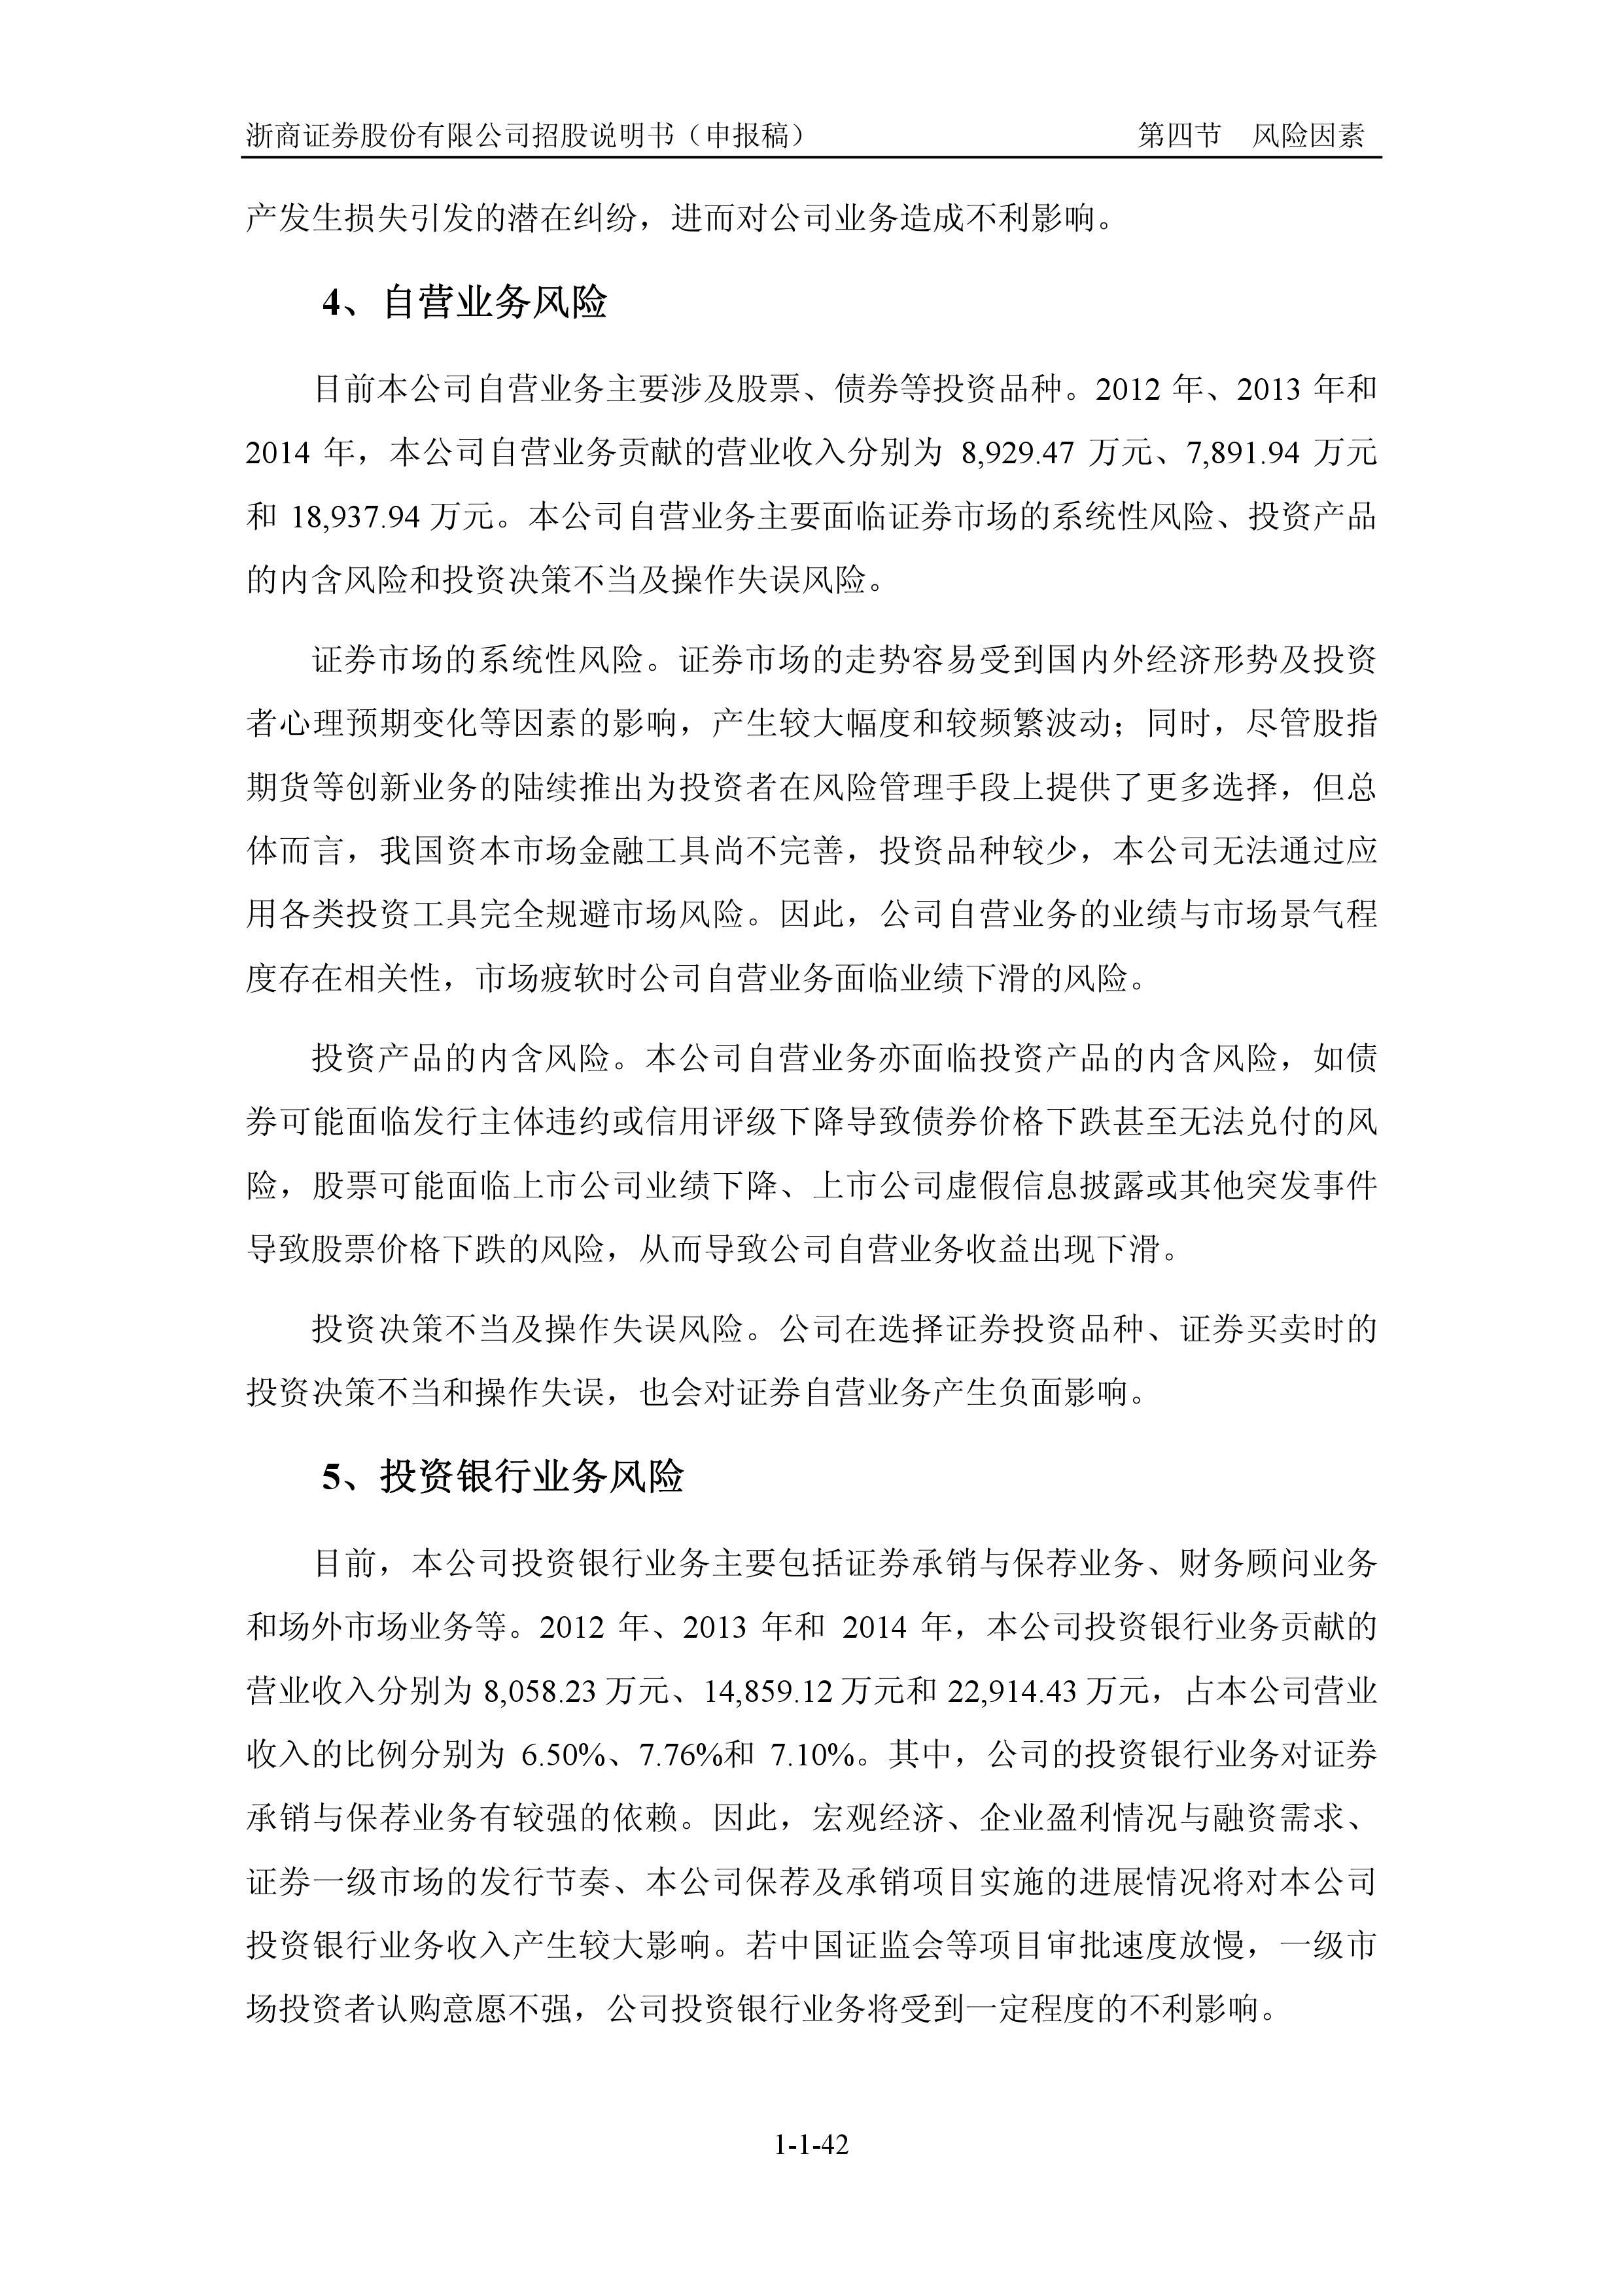 浙商证券股份有限公司招股说明书（申报稿） 第四节 风险因素
产发生损失引发的潜在纠纷，进而对公司业务造成不利影响。
4、自营业务风险
目前本公司自营业务主要涉及股票、债券等投资品种。2012 年、2013 年和
2014 年，本公司自营业务贡献的营业收入分别为 8,929.47 万元、7,891.94 万元
和 18,937.94 万元。本公司自营业务主要面临证券市场的系统性风险、投资产品
的内含风险和投资决策不当及操作失误风险。
证券市场的系统性风险。证券市场的走势容易受到国内外经济形势及投资
者心理预期变化等因素的影响，产生较大幅度和较频繁波动；同时，尽管股指
期货等创新业务的陆续推出为投资者在风险管理手段上提供了更多选择，但总
体而言，我国资本市场金融工具尚不完善，投资品种较少，本公司无法通过应
用各类投资工具完全规避市场风险。因此，公司自营业务的业绩与市场景气程
度存在相关性，市场疲软时公司自营业务面临业绩下滑的风险。
投资产品的内含风险。本公司自营业务亦面临投资产品的内含风险，如债
券可能面临发行主体违约或信用评级下降导致债券价格下跌甚至无法兑付的风
险，股票可能面临上市公司业绩下降、上市公司虚假信息披露或其他突发事件
导致股票价格下跌的风险，从而导致公司自营业务收益出现下滑。
投资决策不当及操作失误风险。公司在选择证券投资品种、证券买卖时的
投资决策不当和操作失误，也会对证券自营业务产生负面影响。
5、投资银行业务风险
目前，本公司投资银行业务主要包括证券承销与保荐业务、财务顾问业务
和场外市场业务等。2012 年、2013 年和 2014 年，本公司投资银行业务贡献的
营业收入分别为 8,058.23 万元、14,859.12 万元和 22,914.43 万元，占本公司营业
收入的比例分别为 6.50%、7.76%和 7.10%。其中，公司的投资银行业务对证券
承销与保荐业务有较强的依赖。因此，宏观经济、企业盈利情况与融资需求、
证券一级市场的发行节奏、本公司保荐及承销项目实施的进展情况将对本公司
投资银行业务收入产生较大影响。若中国证监会等项目审批速度放慢，一级市
场投资者认购意愿不强，公司投资银行业务将受到一定程度的不利影响。
1-1-42